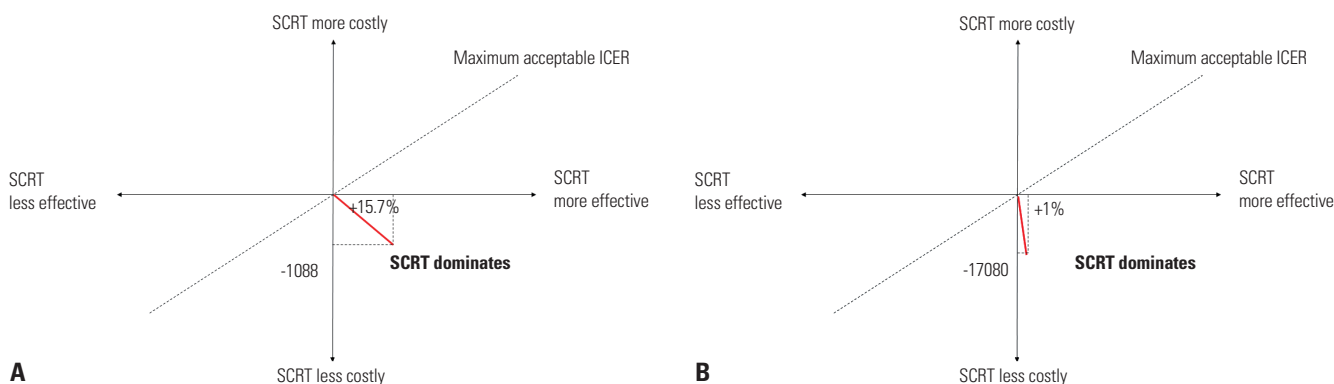 SCRT more costly
Maximum acceptable ICER
SCRT
less effective
SCRT
more effective
+15.7%
-1088
SCRT dominates
SCRT less costly
A
SCRT more costly
Maximum acceptable ICER
SCRT
less effective
SCRT
more effective
+1%
-17080
SCRT dominates
SCRT less costly
B